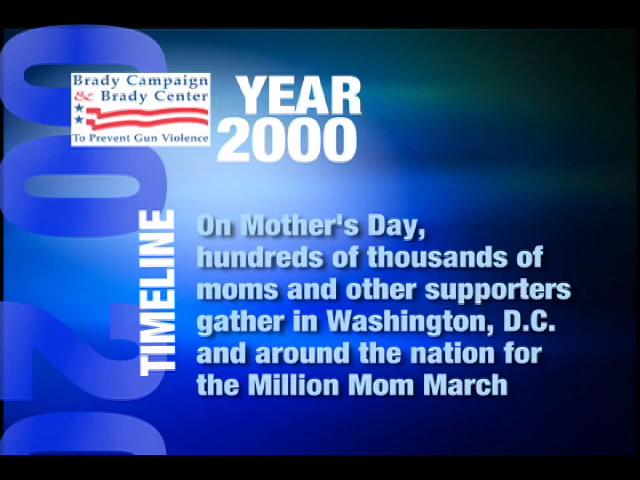 Brady Campaign
& Brady Center
To Prevent Gun Violence
YEAR
2000
TIMELINE
On Mother's Day,
hundreds of thousands of
moms and other supporters
gather in Washington, D.C.
and around the nation for
the Million Mom March